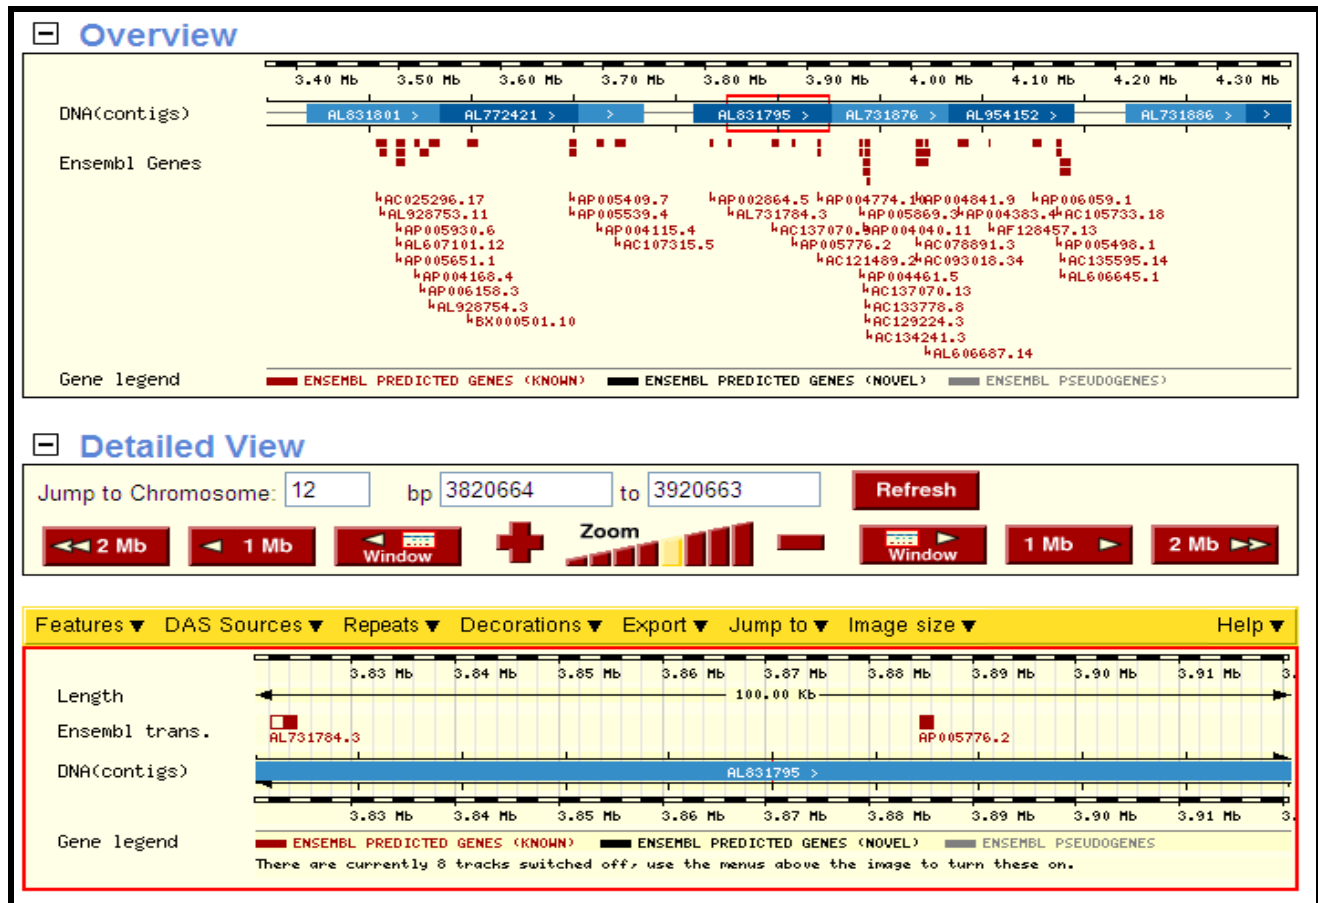 Overview
3.40 Mb 3.50 Mb 3.60 Mb 3.70 Mb 3.80 Mb 3.90 Mb 4.00 Mb 4.10 Mb 4.20 Mb 4.30 Mb
DNA(contigs) AL831801 > AL772421 > > AL831795 > AL731876 > AL954152 > AL731886 > >
Ensembl Genes
AC025296.17 AP005409.7 AP002864.5 AP004774.10 AP004841.9 AP006059.1
AL928753.11 AP005539.4 AL731784.3 AP005869.3 AP004383.4 AC105733.18
AP005930.6 AP004115.4 AP004040.11 AF128457.13
AL607101.12 AC107315.5 AP005776.2 AC078891.3 AP005498.1
AP005651.1 AC121489.2 AC093018.34 AC135595.14
AP004168.4 AP004461.5 AL606645.1
AP006158.3 AC137070.13
AL928754.3 AC133778.8
BX000501.10 AC129224.3
AC134241.3
AL606687.14
Gene legend ENSEMBL PREDICTED GENES (KNOWN) ENSEMBL PREDICTED GENES (NOVEL) ENSEMBL PSEUDOGENES)
Detailed View
Jump to Chromosome: 12 bp 3820664 to 3920663 Refresh
2 Mb 1 Mb Window Zoom Window 1 Mb 2 Mb
Features DAS Sources Repeats Decorations Export Jump to Image size Help
3.83 Mb 3.84 Mb 3.85 Mb 3.86 Mb 3.87 Mb 3.88 Mb 3.89 Mb 3.90 Mb 3.91 Mb 3.
Length 100.00 Kb
Ensembl trans.
AL731784.3 AP005776.2
DNA(contigs) AL831795 >
3.83 Mb 3.84 Mb 3.85 Mb 3.86 Mb 3.87 Mb 3.88 Mb 3.89 Mb 3.90 Mb 3.91 Mb 3.
Gene legend ENSEMBL PREDICTED GENES (KNOWN) ENSEMBL PREDICTED GENES (NOVEL) ENSEMBL PSEUDOGENES
There are currently 8 tracks switched off, use the menus above the image to turn these on.